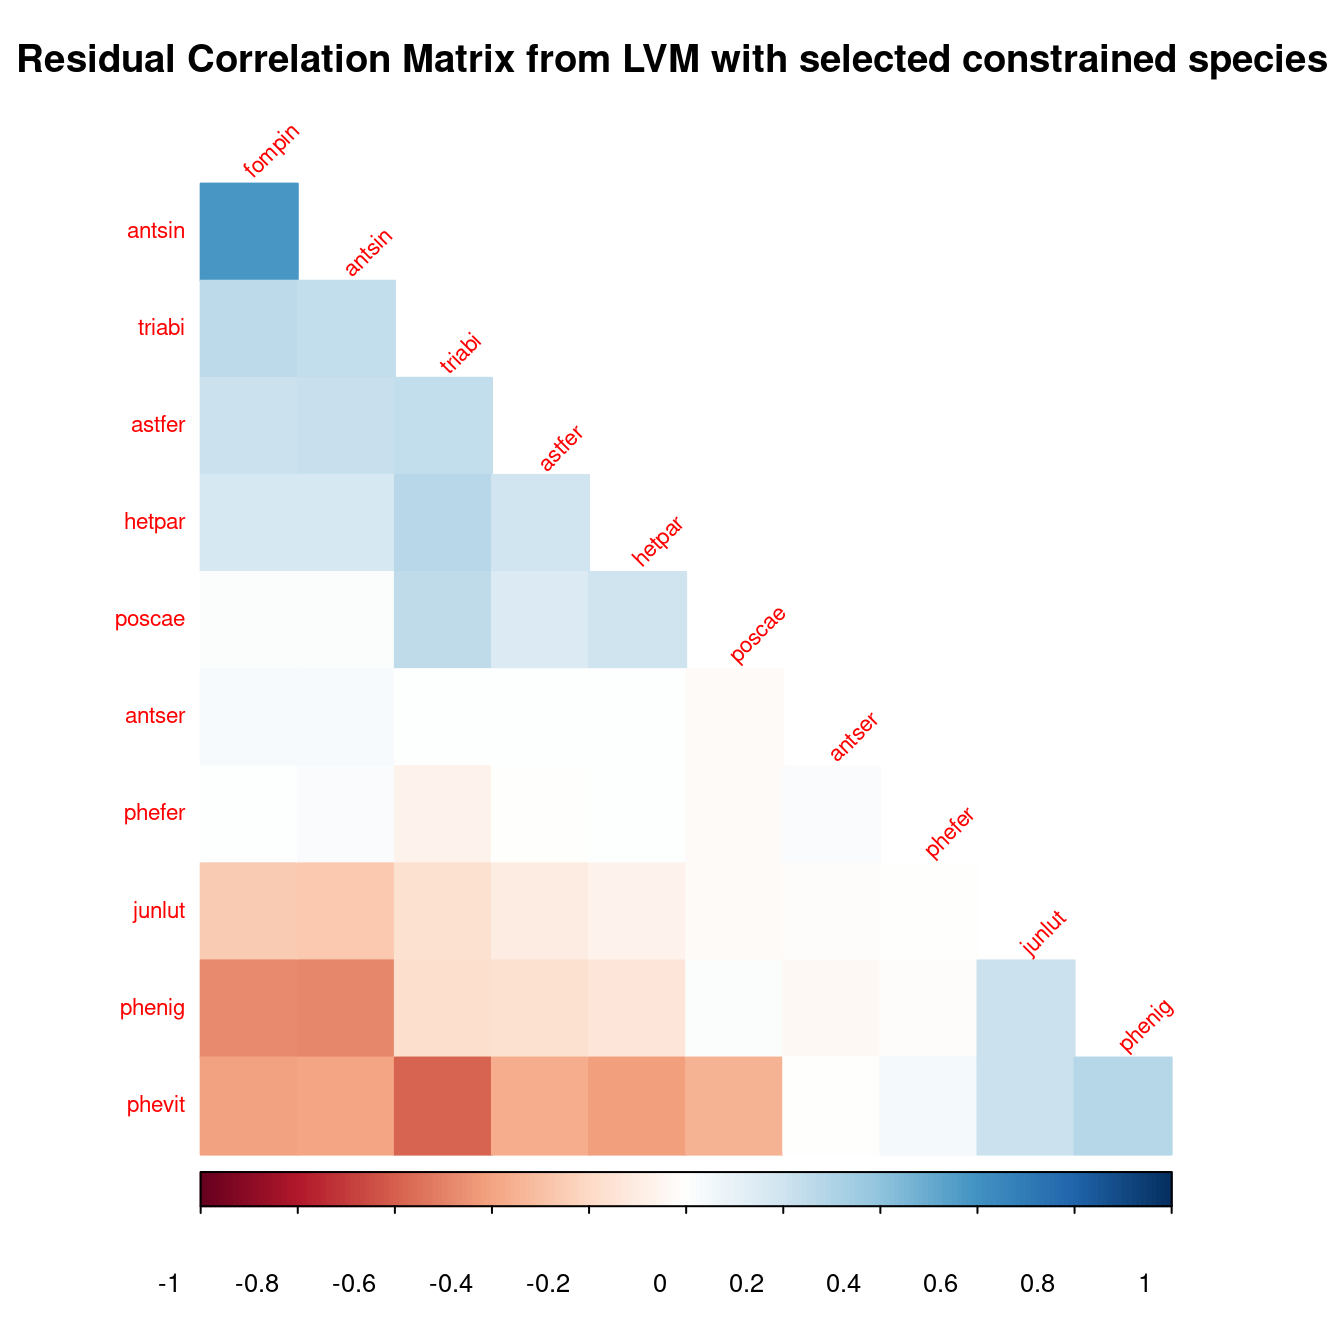 Residual Correlation Matrix from LVM with selected constrained species
fompin
antsin
antsin
triabi
triabi
astfer
astfer
hetpar
hetpar
poscae
poscae
antser
antser
phefer
phefer
junlut
junlut
phenig
phenig
phevit
-1 -0.8 -0.6 -0.4 -0.2 0 0.2 0.4 0.6 0.8 1